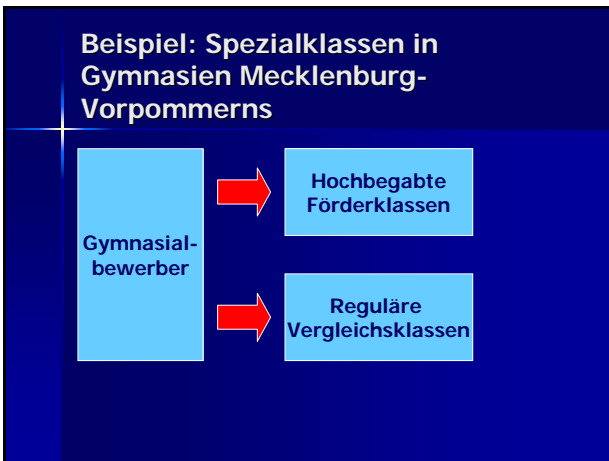 Beispiel: Spezialklassen in
Gymnasien Mecklenburg-
Vorpommerns
Gymnasial-
bewerber
Hochbegabte
Förderklassen
Reguläre
Vergleichsklassen